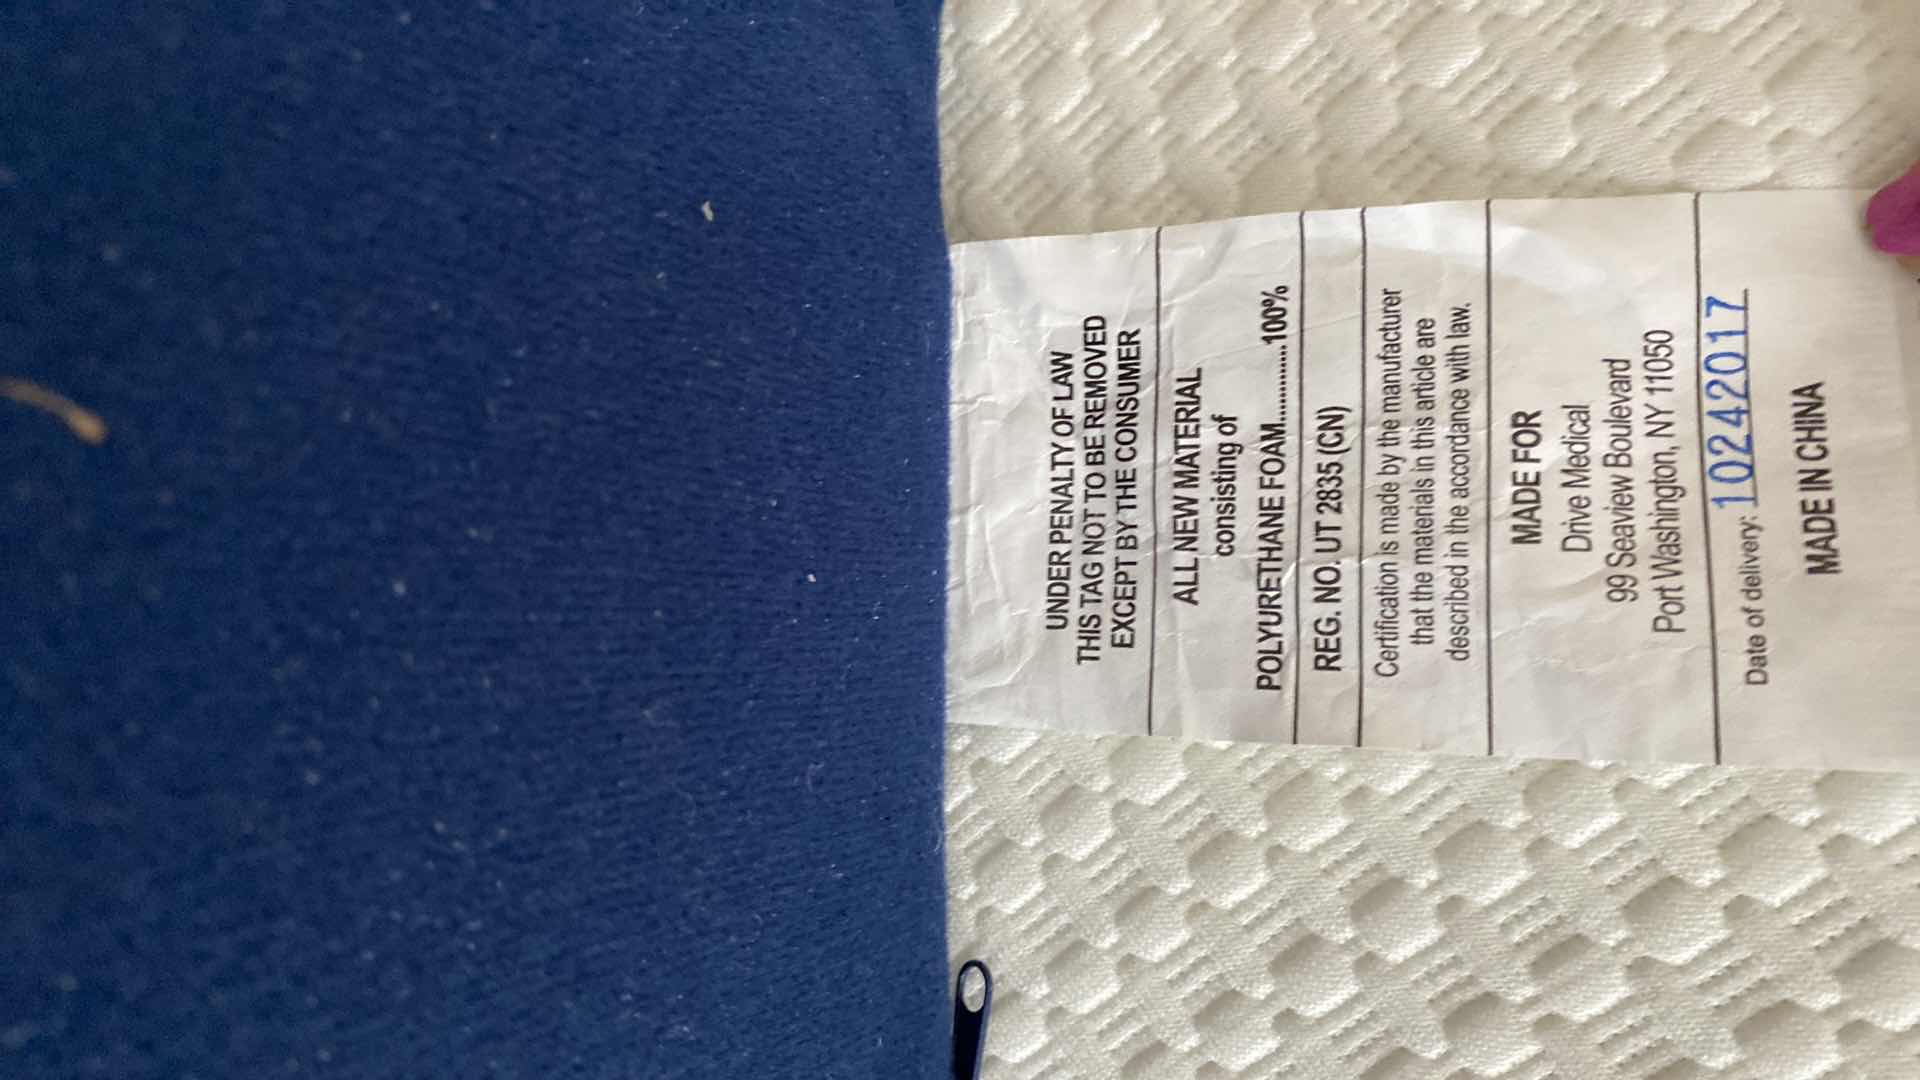 UNDER PENALTY OF LAW
THIS TAG NOT TO BE REMOVED
EXCEPT BY THE CONSUMER
ALL NEW MATERIAL
consisting of
POLYURETHANE FOAM............100%
REG. NO. UT 2835 (CN)
Certification is made by the manufacturer
that the materials in this article are
described in the accordance with law.
MADE FOR
Drive Medical
99 Seaview Boulevard
Port Washington, NY 11050
Date of delivery: 10242017
MADE IN CHINA